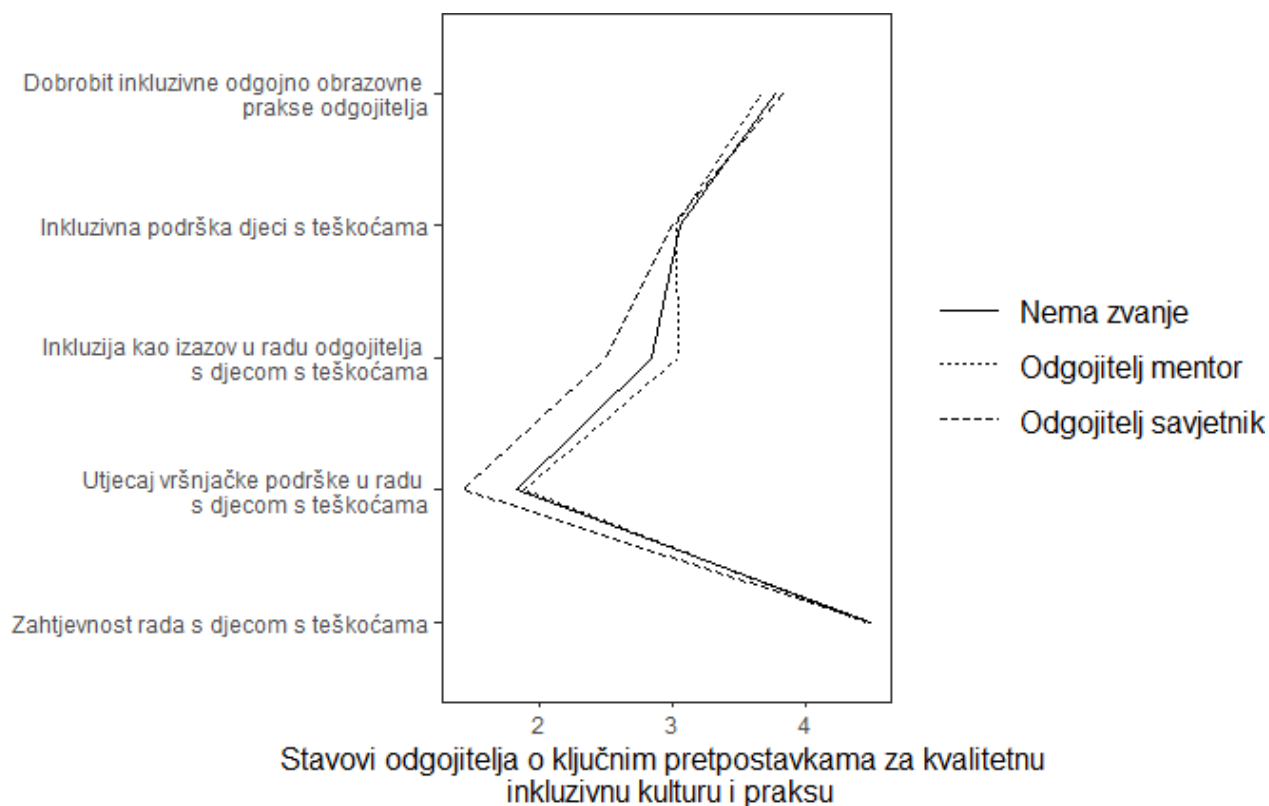 Dobrobit inkluzivne odgojno obrazovne
prakse odgojitelja
Inkluzivna podrška djeci s teškoćama
Inkluzija kao izazov u radu odgojitelja
s djecom s teškoćama
Utjecaj vršnjačke podrške u radu
s djecom s teškoćama
Zahtjevnost rada s djecom s teškoćama
2 3 4
Stavovi odgojitelja o ključnim pretpostavkama za kvalitetnu
inkluzivnu kulturu i praksu
Nema zvanje
Odgojitelj mentor
Odgojitelj savjetnik